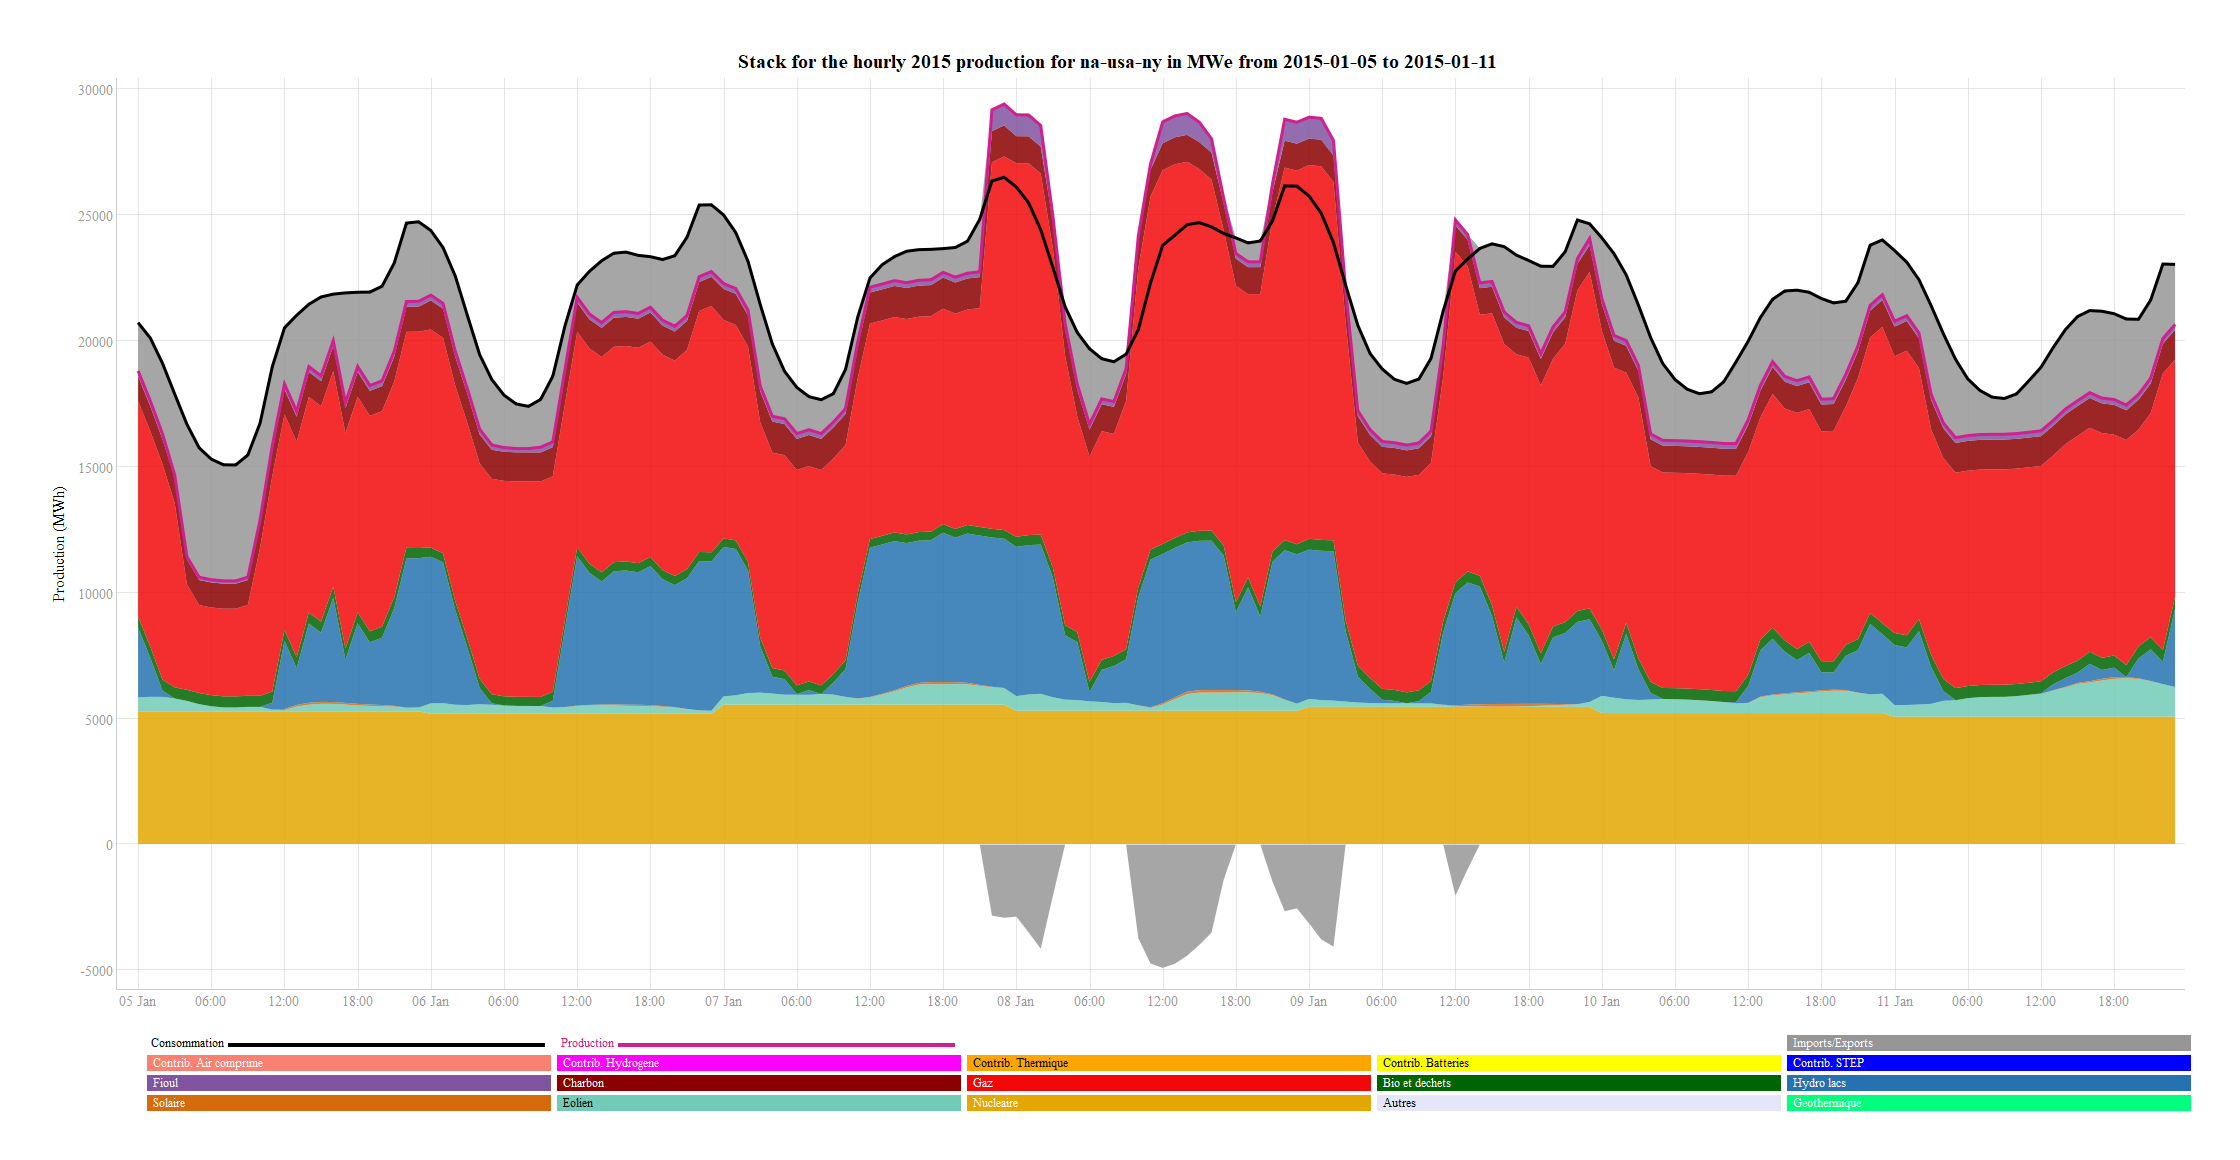 Stack for the hourly 2015 production for na-usa-ny in MWe from 2015-01-05 to 2015-01-11
Production (MWh)
30000
25000
20000
15000
10000
5000
0
-5000
05 Jan 06:00 12:00 18:00 06 Jan 06:00 12:00 18:00 07 Jan 06:00 12:00 18:00 08 Jan 06:00 12:00 18:00 09 Jan 06:00 12:00 18:00 10 Jan 06:00 12:00 18:00 11 Jan 06:00 12:00 18:00
Consommation Production Imports/Exports
Contrib. Air comprime Contrib. Hydrogene Contrib. Thermique Contrib. Batteries Contrib. STEP
Fioul Charbon Gaz Bio et dechets Hydro lacs
Solaire Eolien Nucleaire Autres Geothermique